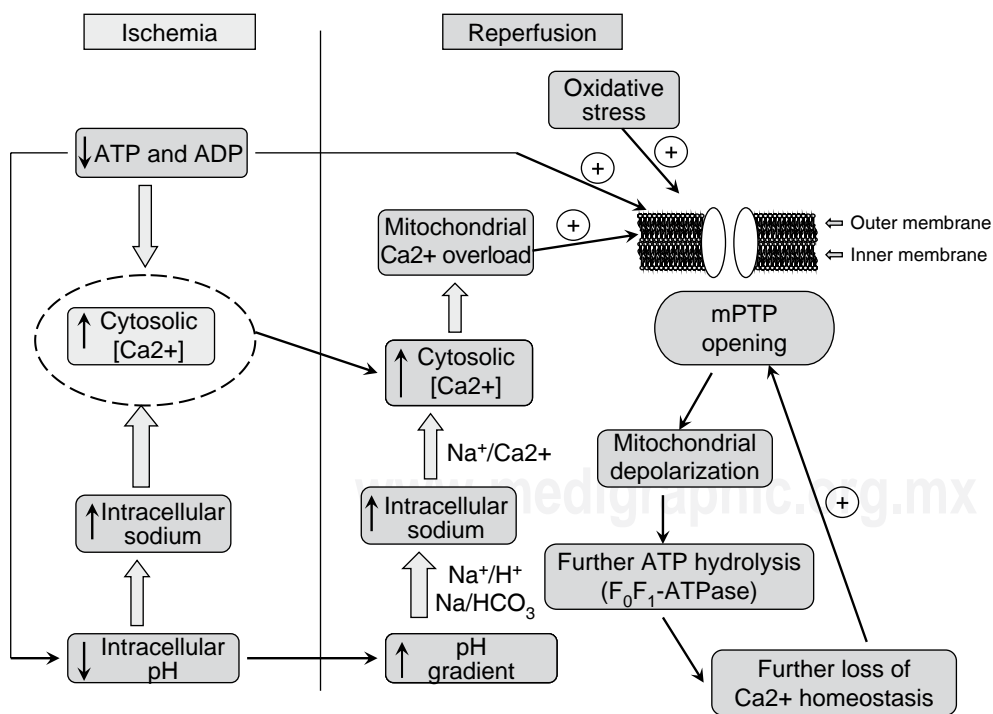 Ischemia
Reperfusion
Oxidative
stress
↓ ATP and ADP
+
+
Mitochondrial
Ca2+ overload
+
⇦ Outer membrane
⇦ Inner membrane
↑ Cytosolic
[Ca2+]
mPTP
opening
↑ Cytosolic
[Ca2+]
Na⁺/Ca2+
Mitochondrial
depolarization
www.medigraphic.org.mx
↑ Intracellular
sodium
↑ Intracellular
sodium
+
Na⁺/H⁺
Na/HCO₃
Further ATP hydrolysis
(F₀F₁-ATPase)
↓ Intracellular
pH
↑ pH
gradient
Further loss of
Ca2+ homeostasis